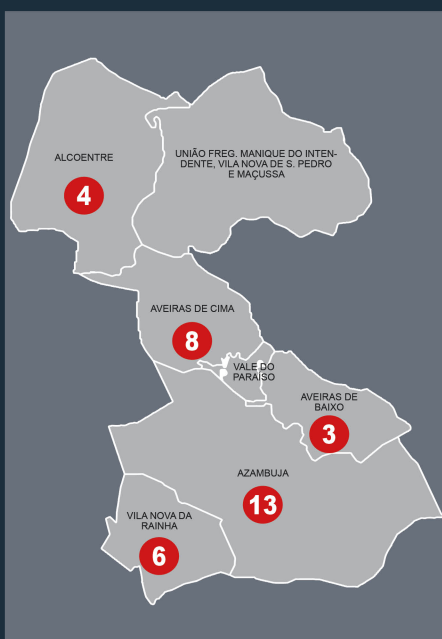 ALCOENTRE
4
UNIÃO FREG. MANIQUE DO INTEN-
DENTE, VILA NOVA DE S. PEDRO
E MAÇUSSA
AVEIRAS DE CIMA
8
VALE DO
PARAÍSO
AVEIRAS DE
BAIXO
3
AZAMBUJA
13
VILA NOVA DA
RAINHA
6